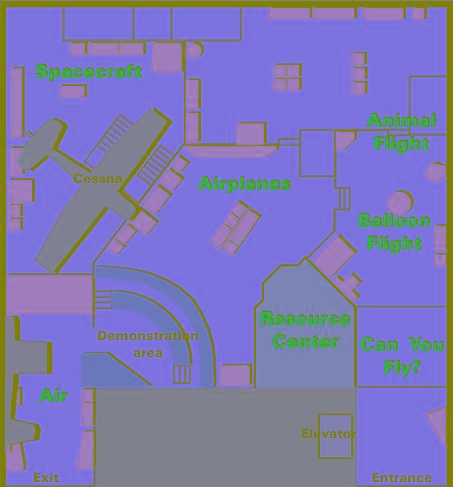 Spacecraft
Animal
Flight
Cessna
Airplanes
Balloon
Flight
Resource
Center
Demonstration
area
Can You
Fly?
Air
Elevator
Exit
Entrance